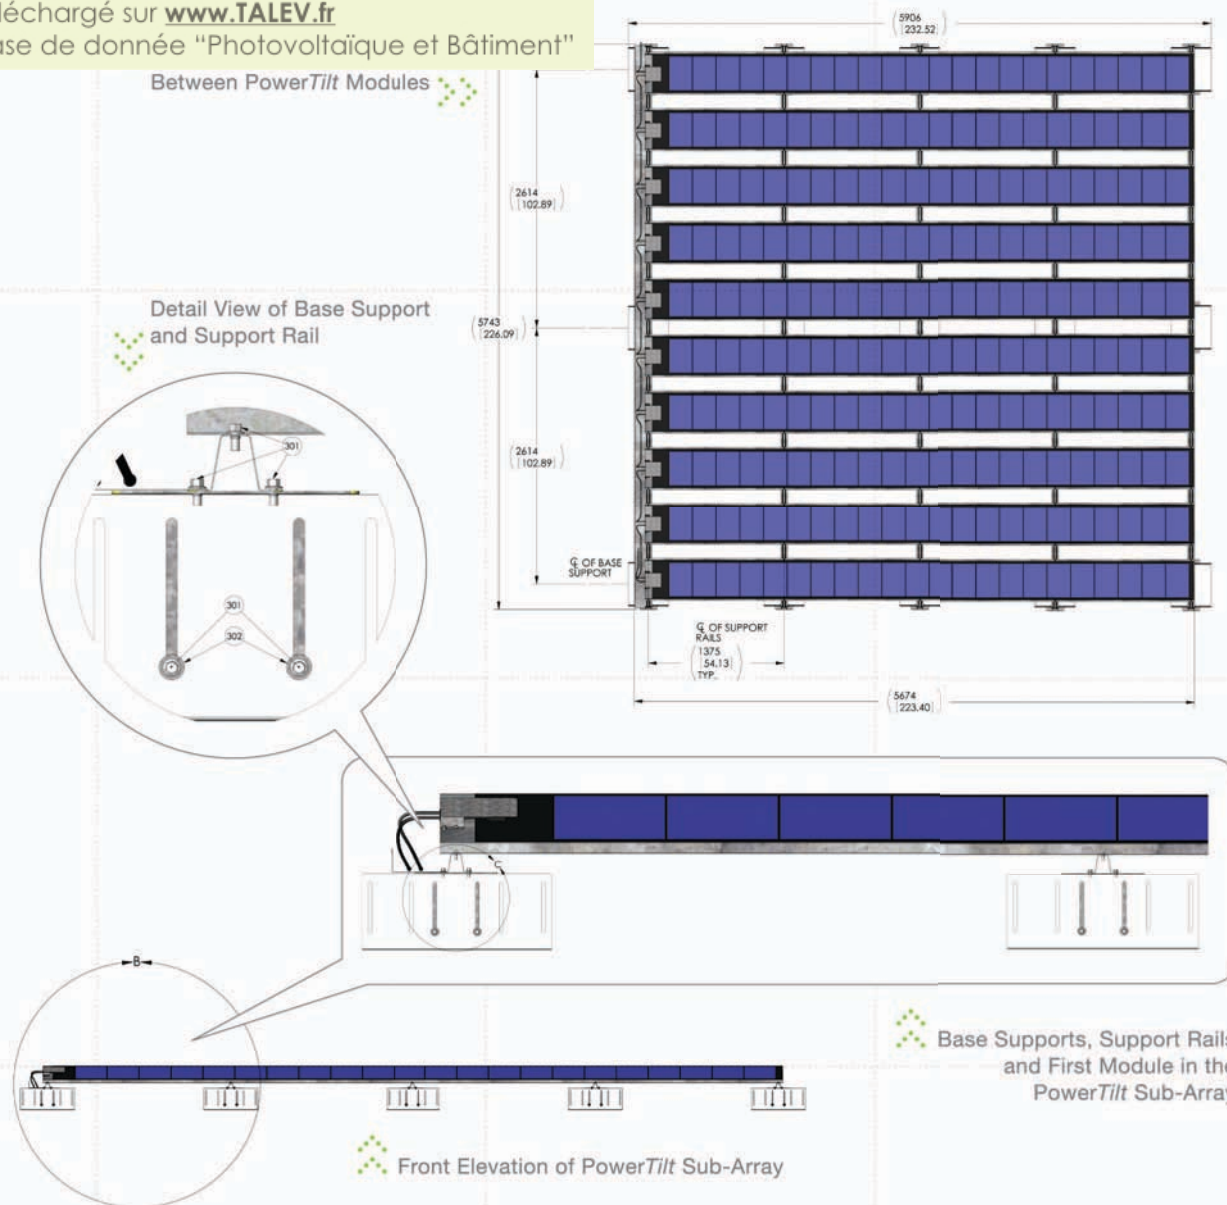 léchargé sur www.TALEV.fr
ase de donnée “Photovoltaïque et Bâtiment”
Between PowerTilt Modules
5906
[232.52]
2614
[102.89]
Detail View of Base Support
and Support Rail
5743
[226.09]
301
2614
[102.89]
℄ OF BASE
SUPPORT
301
302
℄ OF SUPPORT
RAILS
1375
[54.13]
TYP.
5674
[223.40]
C
B
Base Supports, Support Rails
and First Module in the
PowerTilt Sub-Array
Front Elevation of PowerTilt Sub-Array